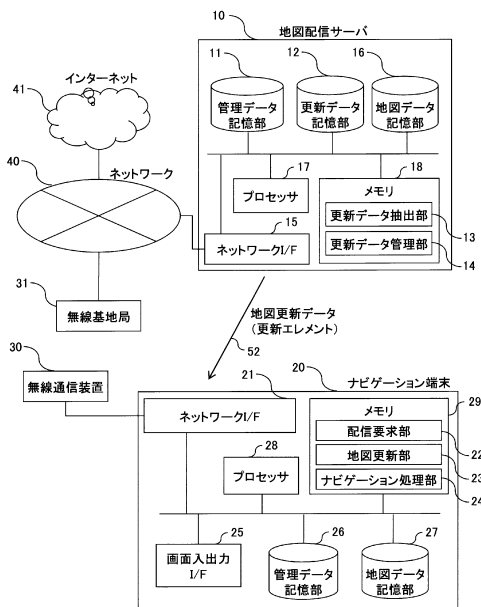 10
地図配信サーバ
11
12
16
インターネット
41
管理データ
記憶部
更新データ
記憶部
地図データ
記憶部
40
ネットワーク
17
プロセッサ
18
メモリ
更新データ抽出部
13
更新データ管理部
14
15
ネットワークI/F
31
無線基地局
地図更新データ
(更新エレメント)
52
30
無線通信装置
20
ナビゲーション端末
21
ネットワークI/F
29
メモリ
配信要求部
22
地図更新部
23
ナビゲーション処理部
24
28
プロセッサ
25
画面入出力
I/F
26
管理データ
記憶部
27
地図データ
記憶部